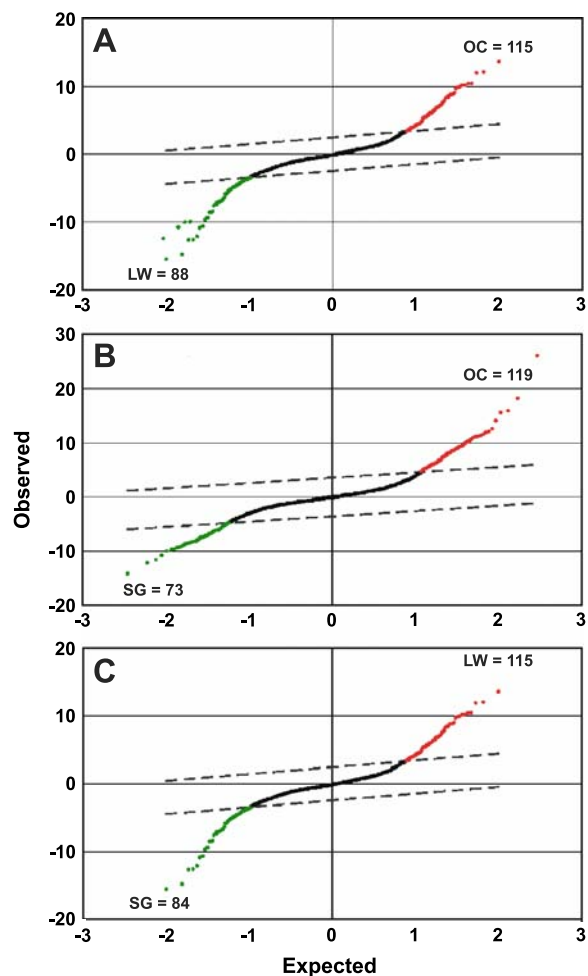 A
OC = 115
20
10
0
-10
-20
LW = 88
-3 -2 -1 0 1 2 3
B
OC = 119
30
20
10
0
-10
-20
SG = 73
-3 -2 -1 0 1 2 3
Observed
C
LW = 115
20
10
0
-10
-20
SG = 84
-3 -2 -1 0 1 2 3
Expected